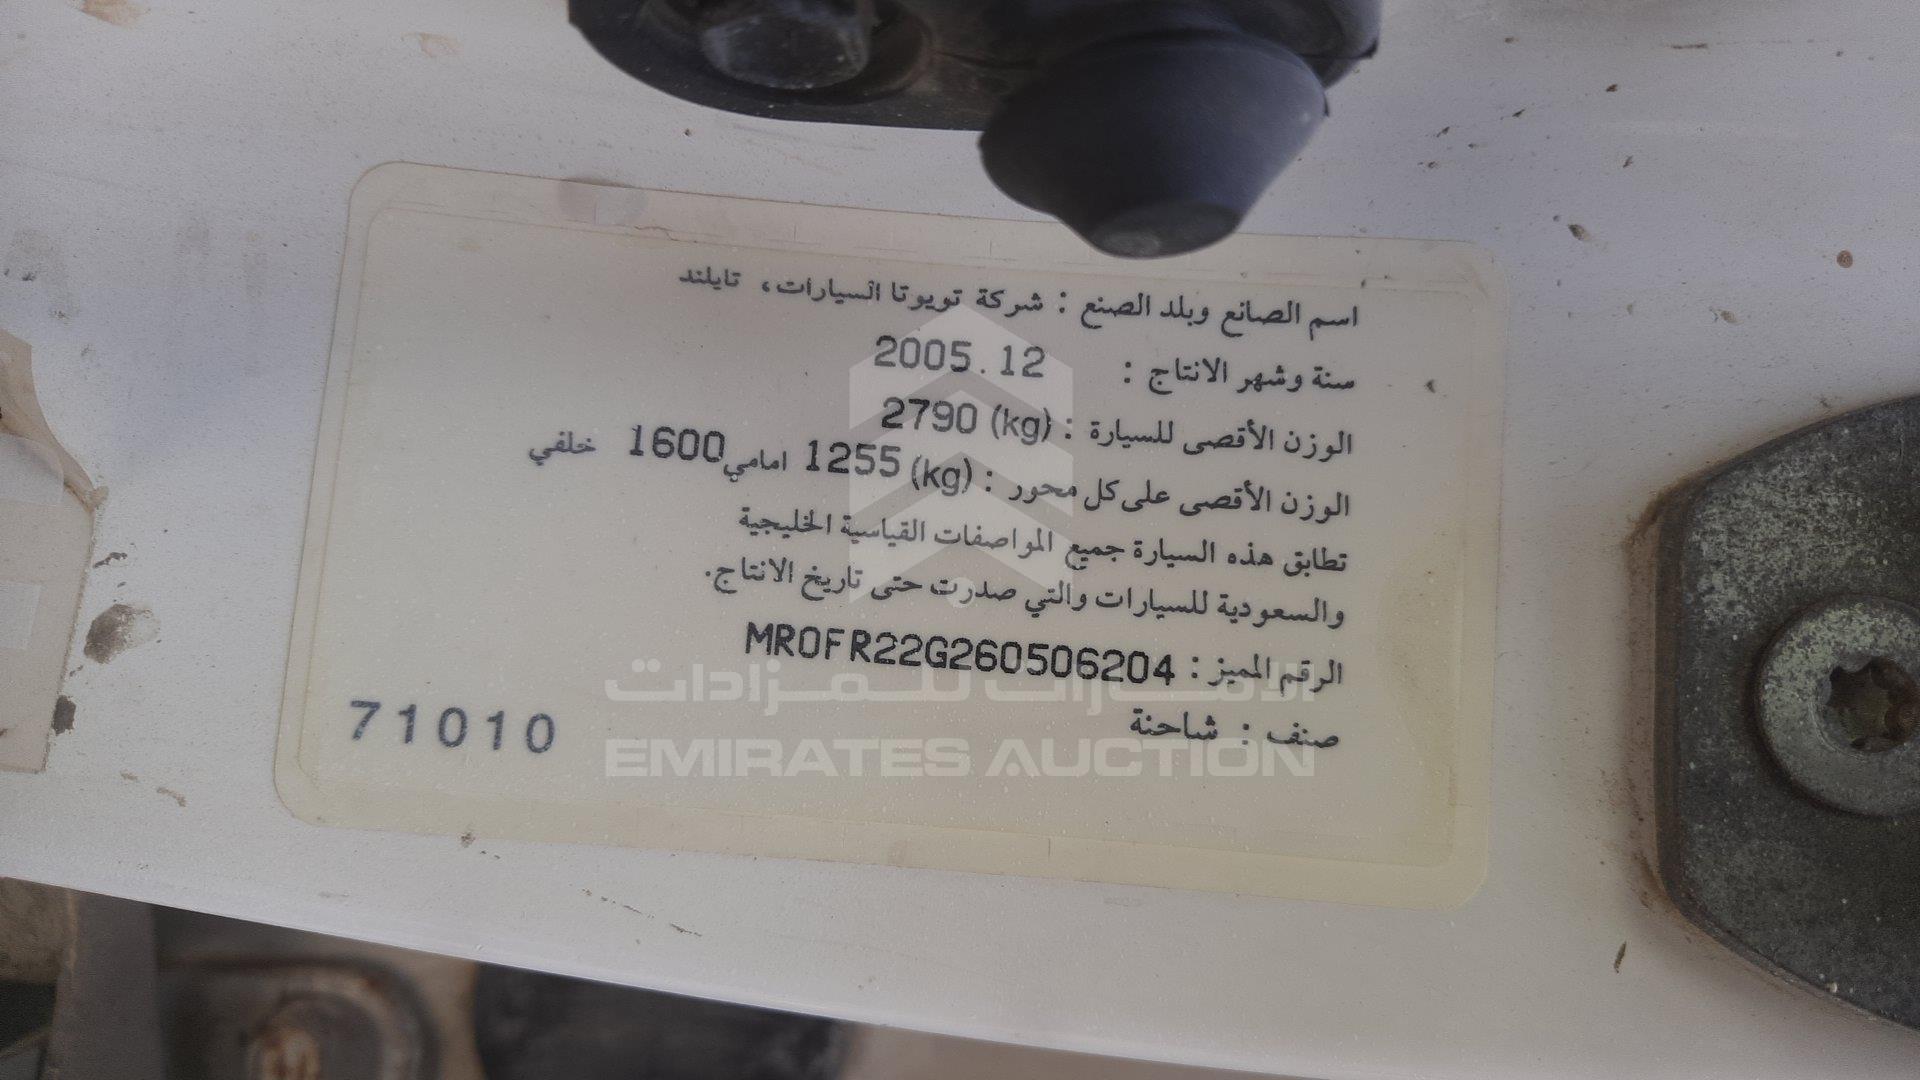 اسم الصانع وبلد الصنع : شركة تويوتا السيارات، تايلند
سنة وشهر الانتاج : 2005.12
الوزن الأقصى للسيارة : (kg) 2790
الوزن الأقصى على كل محور : (kg) 1255 امامي 1600 خلفي
تطابق هذه السيارة جميع المواصفات القياسية الخليجية
والسعودية للسيارات والتي صدرت حتى تاريخ الانتاج.
الرقم المميز : MR0FR22G260506204
الامارات للمزادات
صنف : شاحنة
71010
EMIRATES AUCTION